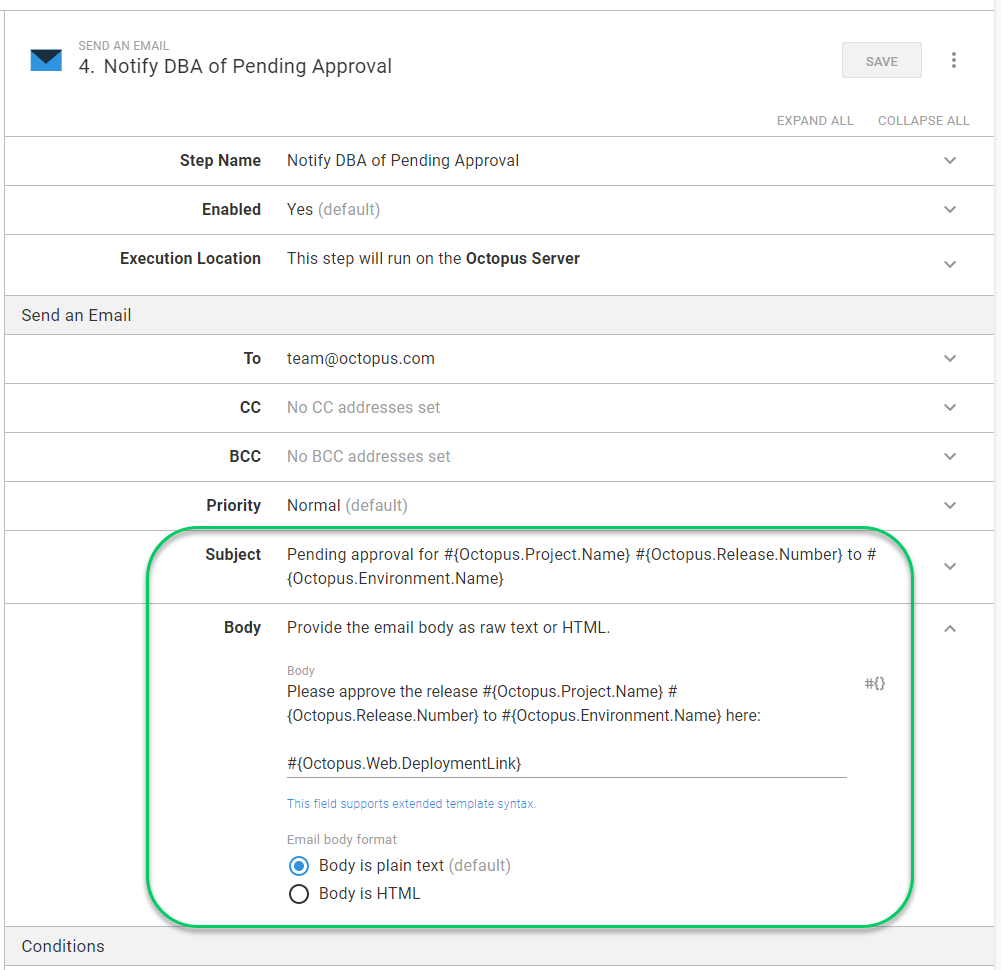 SEND AN EMAIL
4. Notify DBA of Pending Approval
SAVE
EXPAND ALL COLLAPSE ALL
Step Name Notify DBA of Pending Approval
Enabled Yes (default)
Execution Location This step will run on the Octopus Server
Send an Email
To team@octopus.com
CC No CC addresses set
BCC No BCC addresses set
Priority Normal (default)
Subject Pending approval for #{Octopus.Project.Name} #{Octopus.Release.Number} to #
{Octopus.Environment.Name}
Body Provide the email body as raw text or HTML.
Body
Please approve the release #{Octopus.Project.Name} #
{Octopus.Release.Number} to #{Octopus.Environment.Name} here:
#{Octopus.Web.DeploymentLink}
#{}
This field supports extended template syntax.
Email body format
Body is plain text (default)
Body is HTML
Conditions